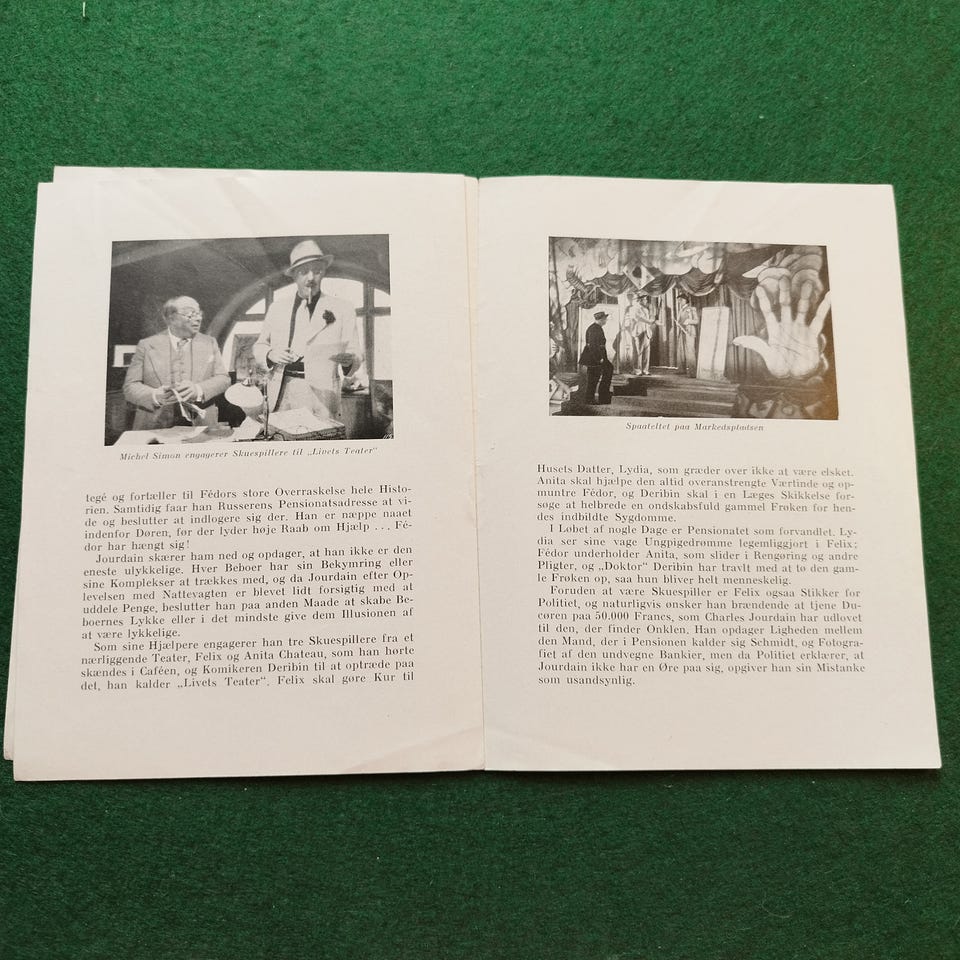 Michel Simon engagerer Skuespillere til „Livets Teater“
tegé og fortæller til Fédors store Overraskelse hele Histo-
rien. Samtidig faar han Russerens Pensionatsadresse at vi-
de og beslutter at indlogere sig der. Han er næppe naaet
indenfor Døren, før der lyder høje Raab om Hjælp ... Fé-
dor har hængt sig!
Jourdain skærer ham ned og opdager, at han ikke er den
eneste ulykkelige. Hver Beboer har sin Bekymring eller
sine Komplekser at trækkes med, og da Jourdain efter Op-
levelsen med Nattevagten er blevet lidt forsigtig med at
uddele Penge, beslutter han paa anden Maade at skabe Be-
boernes Lykke eller i det mindste give dem Illusionen af
at være lykkelige.
Som sine Hjælpere engagerer han tre Skuespillere fra et
nærliggende Teater, Felix og Anita Chateau, som han hørte
skændes i Caféen, og Komikeren Deribin til at optræde paa
det, han kalder „Livets Teater“. Felix skal gøre Kur til
Spaateltet paa Markedspladsen
Husets Datter, Lydia, som græder over ikke at være elsket.
Anita skal hjælpe den altid overanstrengte Værtinde og op-
muntre Fédor, og Deribin skal i en Læges Skikkelse for-
søge at helbrede en ondskabsfuld gammel Frøken for hen-
des indbildte Sygdomme.
I Løbet af nogle Dage er Pensionatet som forvandlet. Ly-
dia ser sine vage Ungpigedrømme legemliggjort i Felix;
Fédor underholder Anita, som slider i Rengøring og andre
Pligter, og „Doktor“ Deribin har travlt med at tø den gam-
le Frøken op, saa hun bliver helt menneskelig.
Foruden at være Skuespiller er Felix ogsaa Stikker for
Politiet, og naturligvis ønsker han brændende at tjene Du-
cøren paa 50.000 Francs, som Charles Jourdain har udlovet
til den, der finder Onklen. Han opdager Ligheden mellem
den Mand, der i Pensionen kalder sig Schmidt, og Fotogra-
fiet af den undvegne Bankier, men da Politiet erklærer, at
Jourdain ikke har en Øre paa sig, opgiver han sin Mistanke
som usandsynlig.